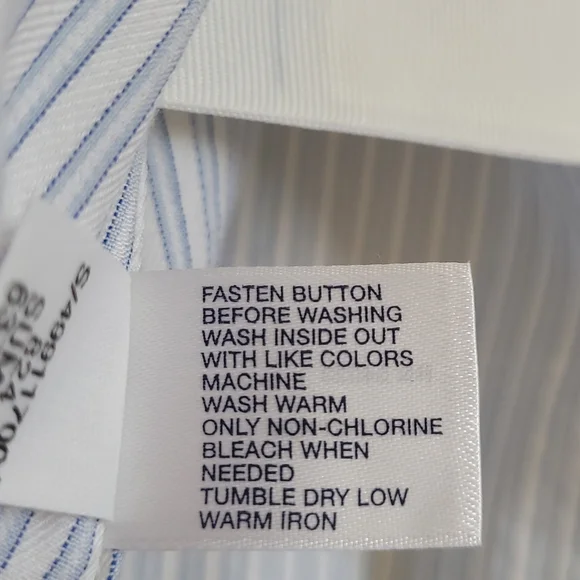 FASTEN BUTTON
BEFORE WASHING
WASH INSIDE OUT
WITH LIKE COLORS
MACHINE
WASH WARM
ONLY NON-CHLORINE
BLEACH WHEN
NEEDED
TUMBLE DRY LOW
WARM IRON